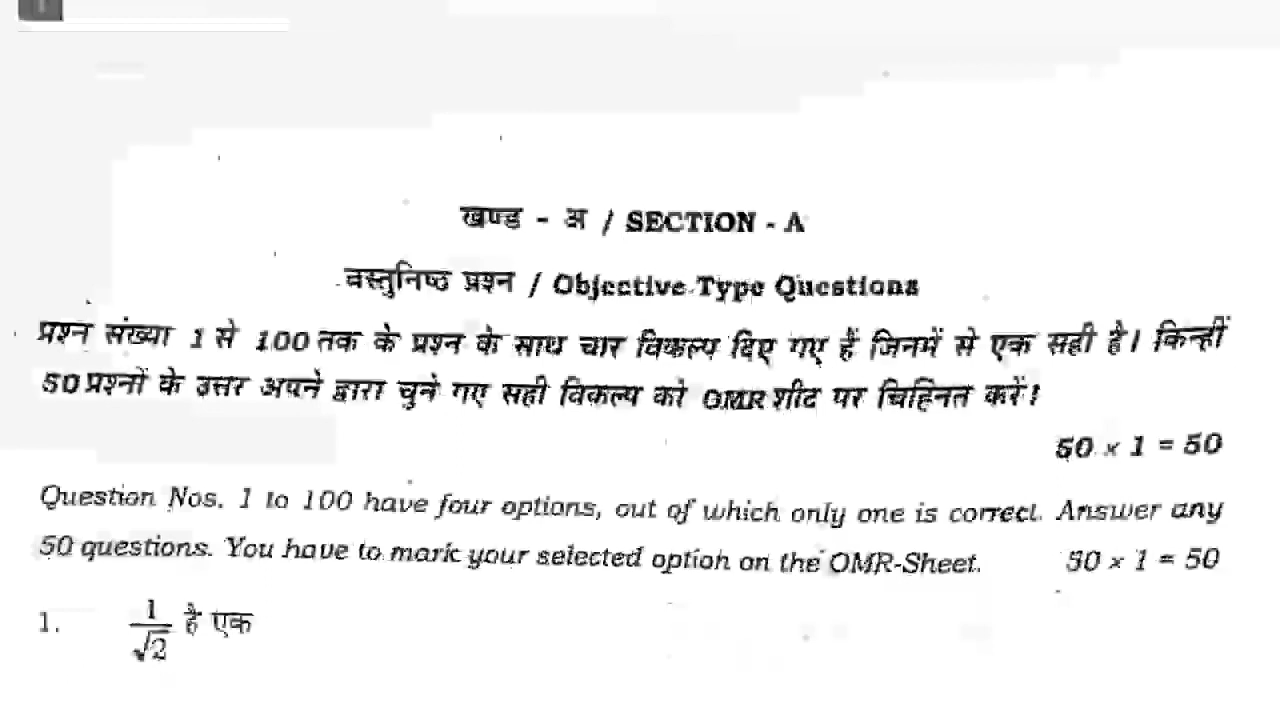 खण्ड - अ / SECTION - A
वस्तुनिष्ठ प्रश्न / Objective Type Questions
प्रश्न संख्या 1 से 100 तक के प्रश्न के साथ चार विकल्प दिए गए हैं जिनमें से एक सही है। किन्हीं
50 प्रश्नों के उत्तर अपने द्वारा चुने गए सही विकल्प को OMR शीट पर चिह्नित करें।
50 × 1 = 50
Question Nos. 1 to 100 have four options, out of which only one is correct. Answer any
50 questions. You have to mark your selected option on the OMR-Sheet. 50 × 1 = 50
1. 1/√2 है एक